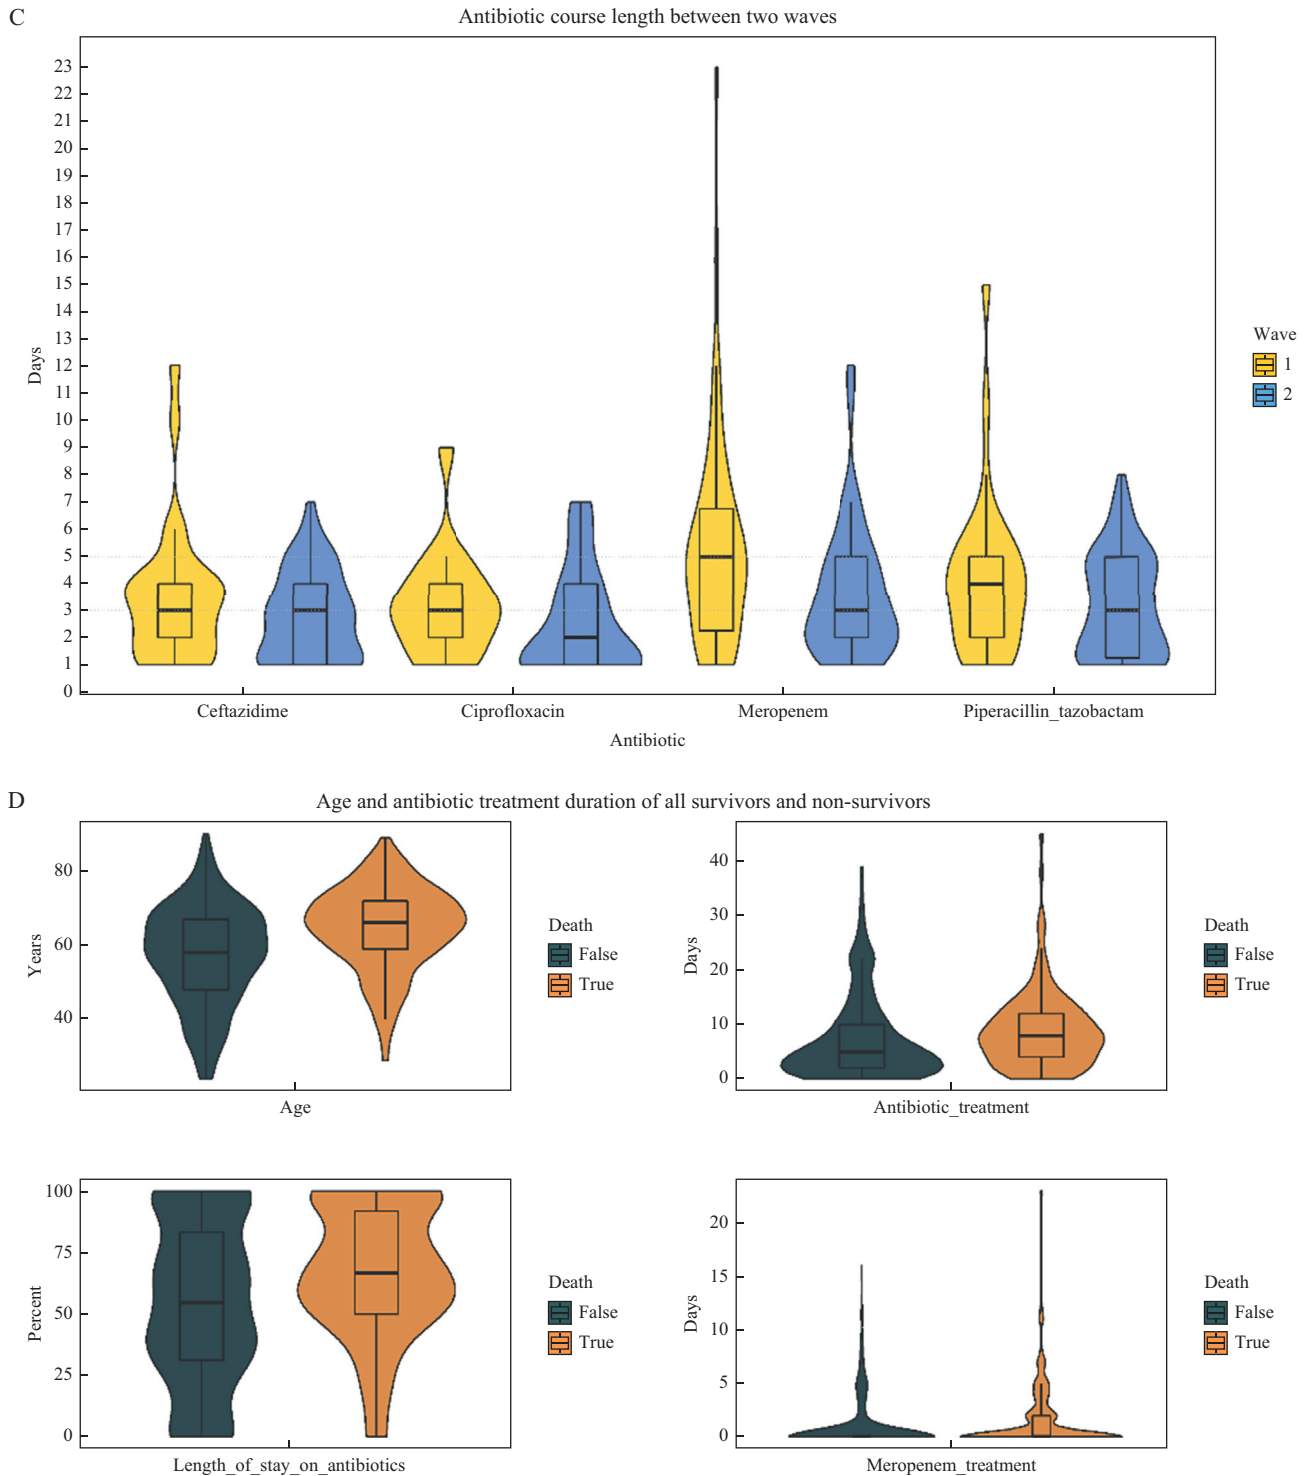 C
Antibiotic course length between two waves
23
22
21
20
19
18
17
16
15
14
13
12
11
10
9
8
7
6
5
4
3
2
1
0
Days
Ceftazidime
Ciprofloxacin
Meropenem
Piperacillin_tazobactam
Antibiotic
Wave
1
2
D
Age and antibiotic treatment duration of all survivors and non-survivors
80
60
40
Years
Age
Death
False
True
40
30
20
10
0
Days
Antibiotic_treatment
Death
False
True
100
75
50
25
0
Percent
Length_of_stay_on_antibiotics
Death
False
True
20
15
10
5
0
Days
Meropenem_treatment
Death
False
True